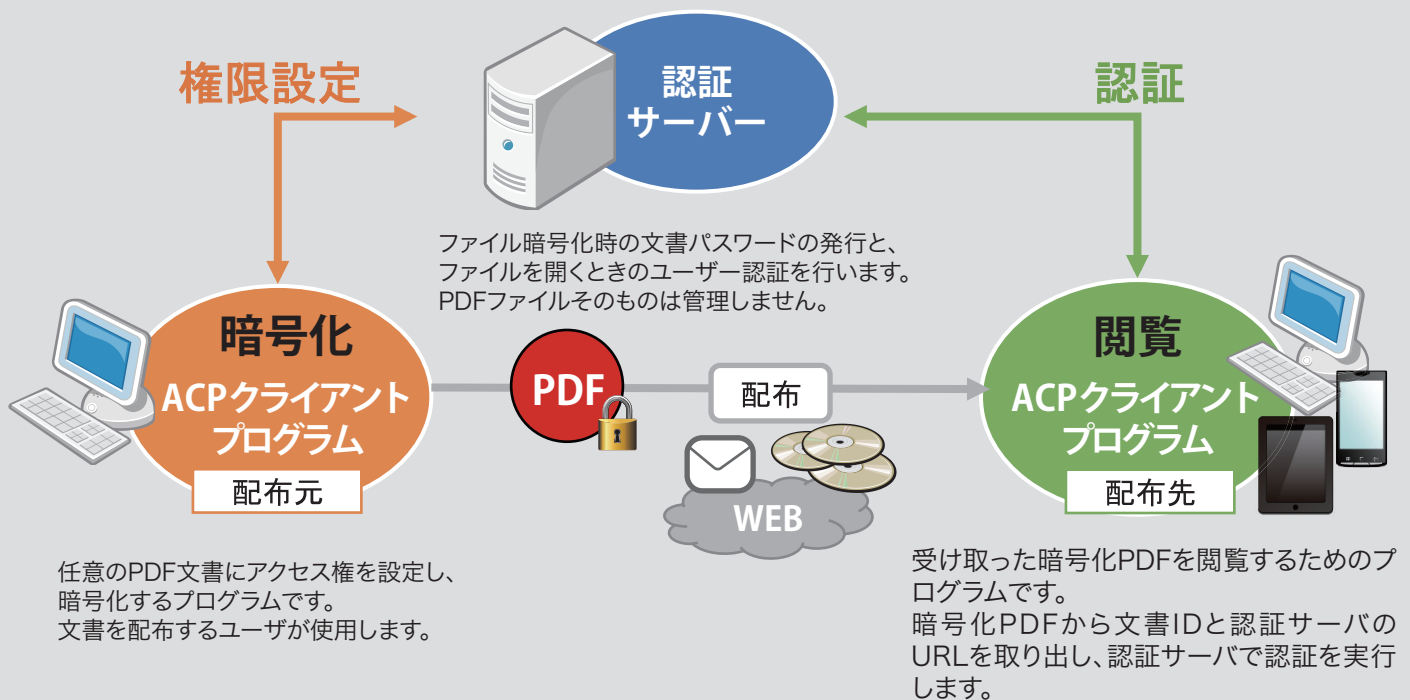 権限設定
認証
サーバー
認証
ファイル暗号化時の文書パスワードの発行と、
ファイルを開くときのユーザー認証を行います。
PDFファイルそのものは管理しません。
暗号化
ACPクライアント
プログラム
配布元
PDF
配布
WEB
閲覧
ACPクライアント
プログラム
配布先
任意のPDF文書にアクセス権を設定し、
暗号化するプログラムです。
文書を配布するユーザが使用します。
受け取った暗号化PDFを閲覧するためのプ
ログラムです。
暗号化PDFから文書IDと認証サーバの
URLを取り出し、認証サーバで認証を実行
します。